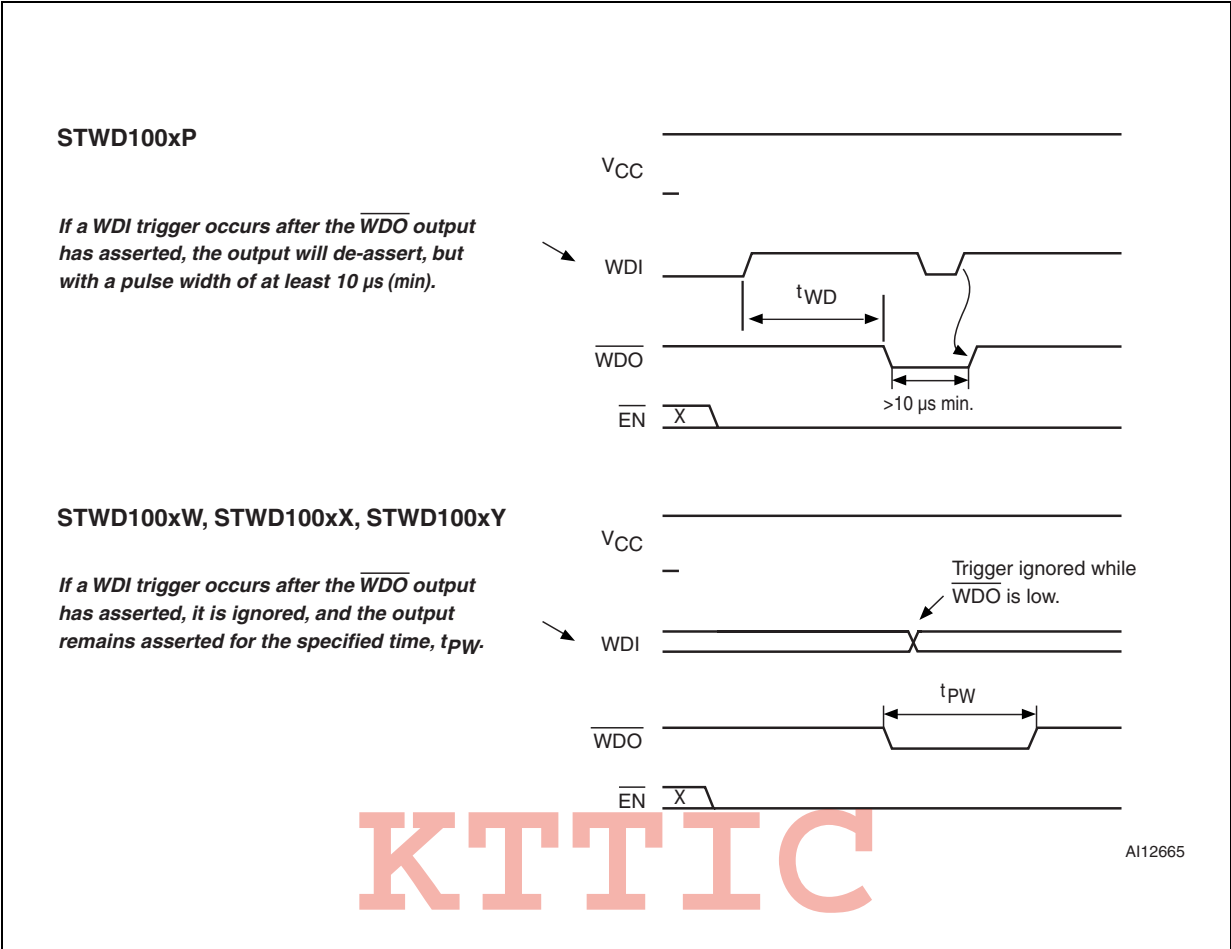 STWD100xP
VCC
If a WDI trigger occurs after the WDO output
has asserted, the output will de-assert, but
with a pulse width of at least 10 µs (min).
WDI
tWD
WDO
>10 µs min.
EN
X
STWD100xW, STWD100xX, STWD100xY
VCC
If a WDI trigger occurs after the WDO output
has asserted, it is ignored, and the output
remains asserted for the specified time, tPW.
Trigger ignored while
WDO is low.
WDI
tPW
WDO
EN
X
AI12665
KTTIC